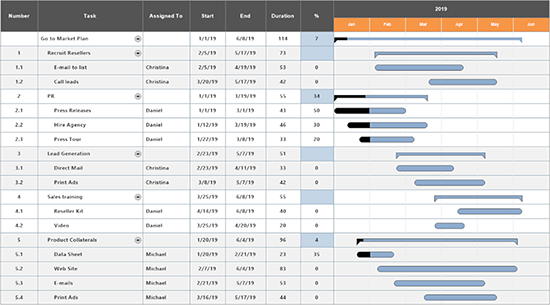 Number Task Assigned To Start End Duration % 2019
Jan Feb Mar Apr May Jun
Go to Market Plan 1/1/19 6/8/19 114 7
1 Recruit Resellers 2/5/19 5/17/19 73
1.1 E-mail to list Christina 2/5/19 4/19/19 53 0
1.2 Call leads Christina 3/20/19 5/17/19 42 0
2 PR 1/1/19 3/19/19 55 34
2.1 Press Releases Daniel 1/1/19 3/1/19 43 50
2.2 Hire Agency Daniel 1/12/19 3/19/19 46 30
2.3 Press Tour Daniel 1/22/19 3/8/19 33 20
3 Lead Generation 2/23/19 5/7/19 51
3.1 Direct Mail Christina 2/23/19 4/11/19 33 0
3.2 Print Ads Christina 3/8/19 5/7/19 42 0
4 Sales training 3/25/19 6/8/19 55
4.1 Reseller Kit Daniel 4/14/19 6/8/19 40 0
4.2 Video Daniel 3/25/19 4/20/19 20 0
5 Product Collaterals 1/20/19 6/4/19 96 4
5.1 Data Sheet Michael 1/20/19 2/21/19 23 35
5.2 Web Site Michael 2/7/19 6/4/19 83 0
5.3 E-mails Michael 2/21/19 5/7/19 53 0
5.4 Print Ads Michael 3/16/19 5/17/19 44 0